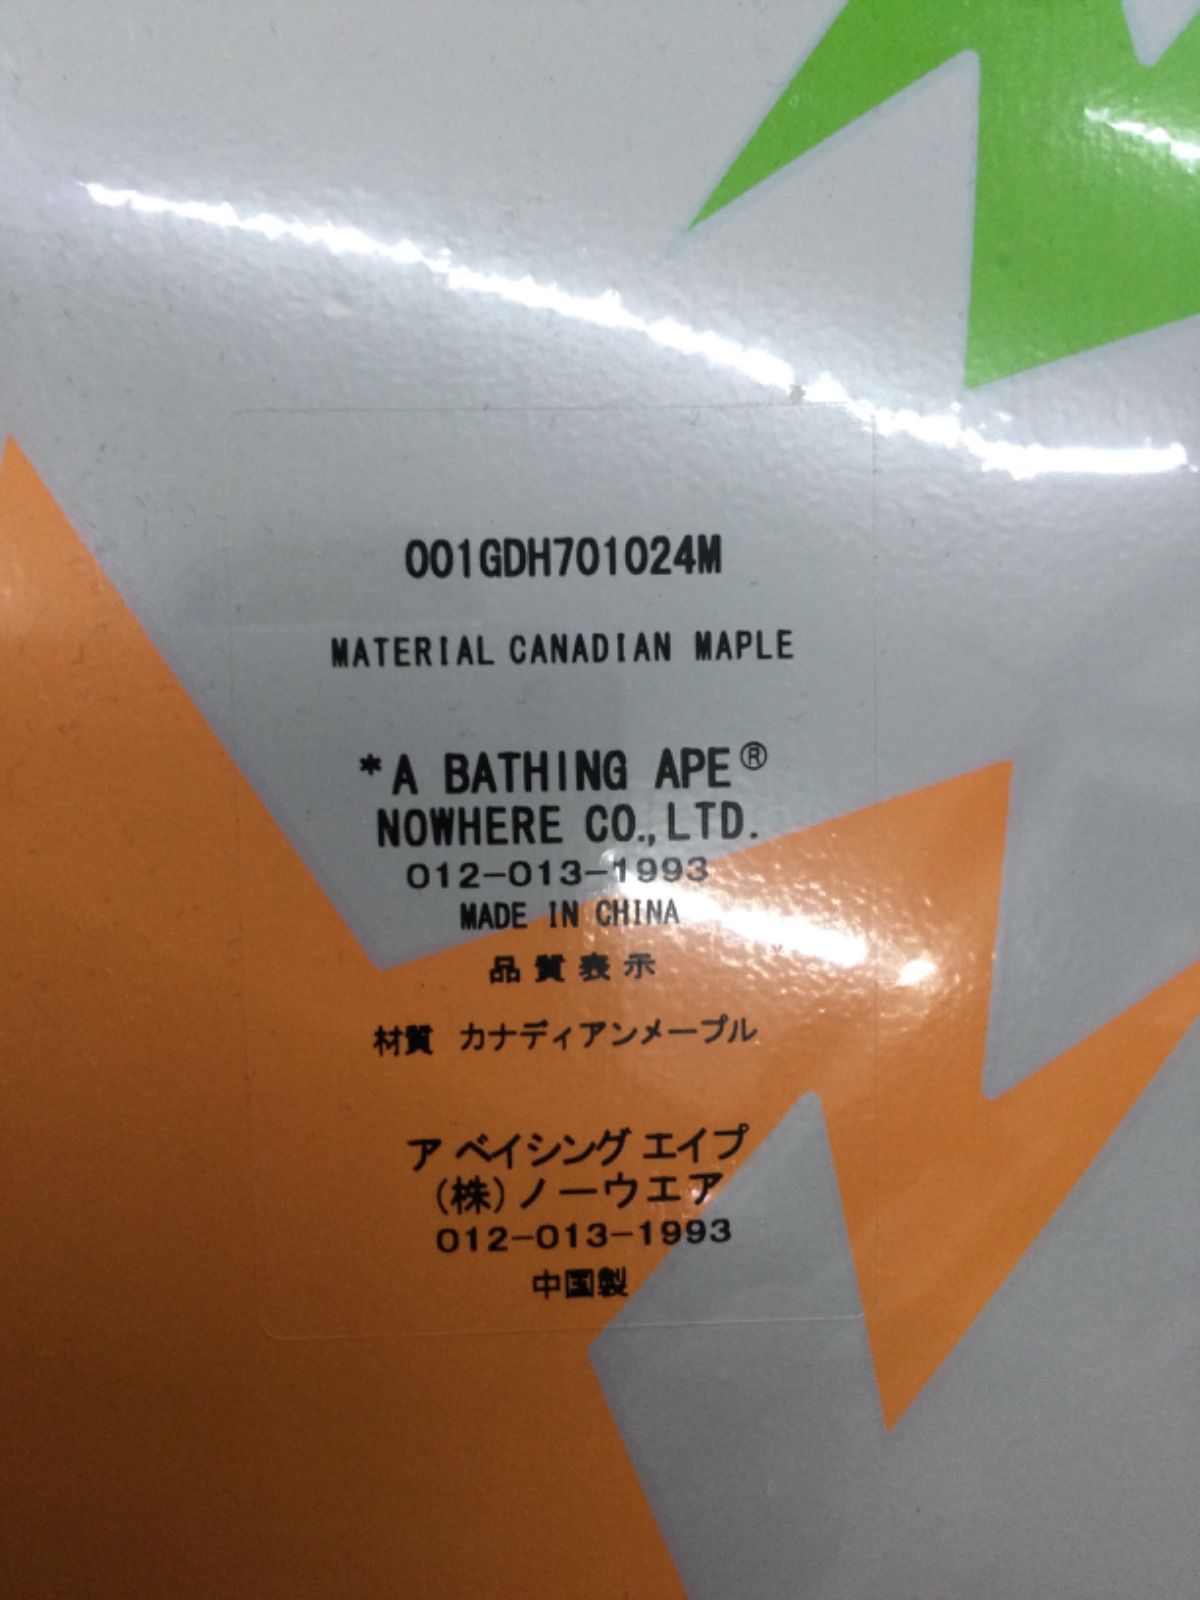 001GDH701024M
MATERIAL CANADIAN MAPLE
*A BATHING APE®
NOWHERE CO., LTD.
012-013-1993
MADE IN CHINA
品質表示
材質 カナディアンメープル
ア ベイシング エイプ
(株)ノーウエア
012-013-1993
中国製